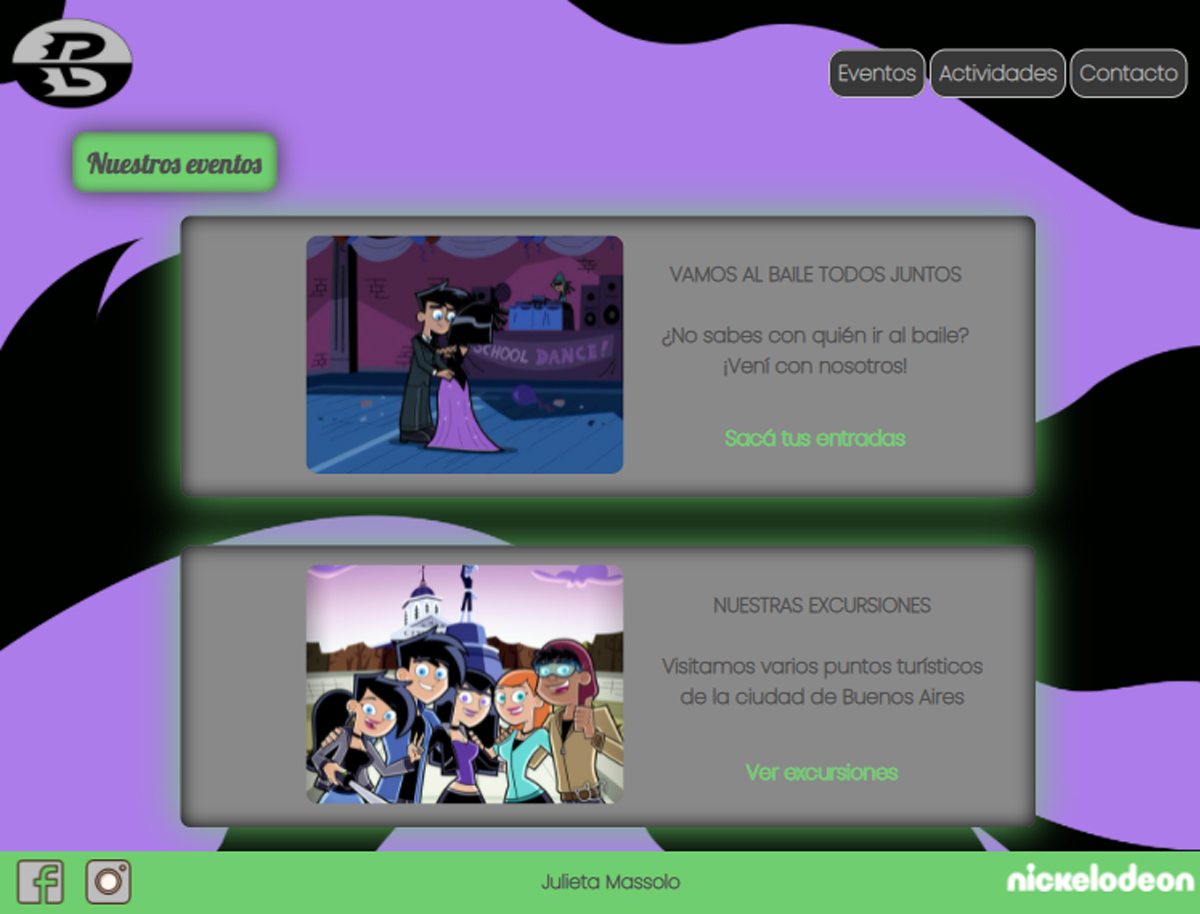 B
Eventos
Actividades
Contacto
Nuestros eventos
SCHOOL DANCE!
VAMOS AL BAILE TODOS JUNTOS
¿No sabes con quién ir al baile?
¡Vení con nosotros!
Sacá tus entradas
NUESTRAS EXCURSIONES
Visitamos varios puntos turísticos
de la ciudad de Buenos Aires
Ver excursiones
f
Julieta Massolo
nickelodeon